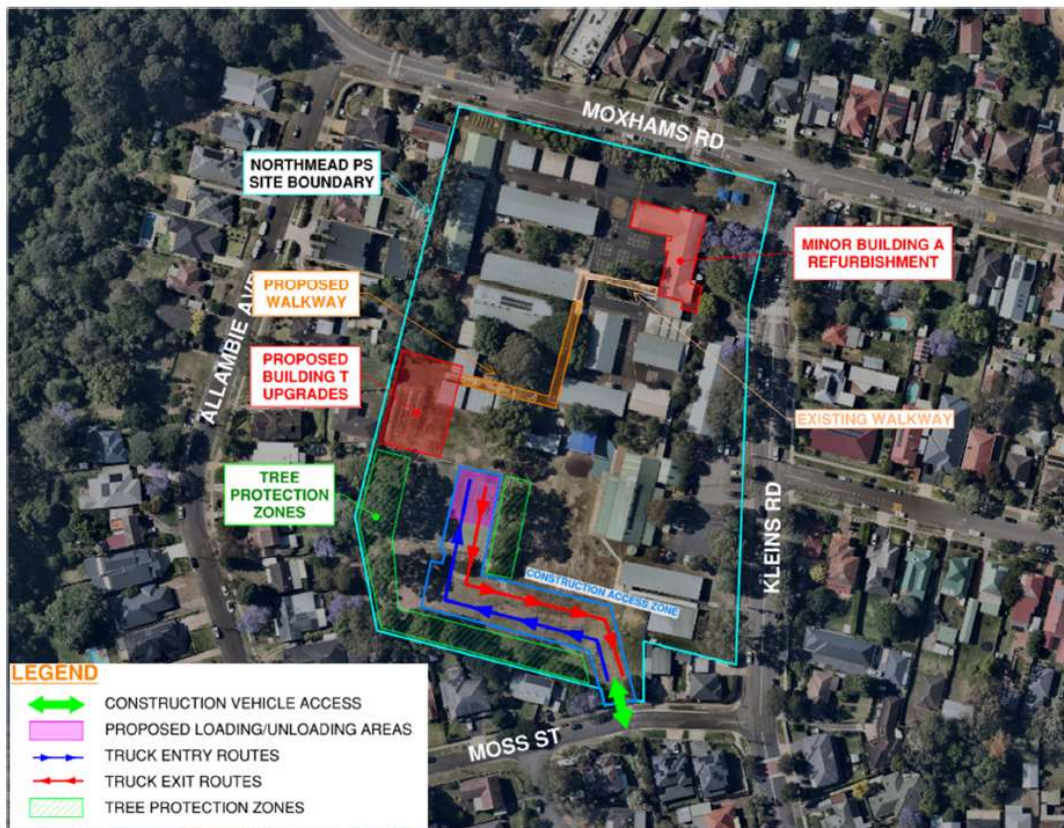 MOXHAMS RD
NORTHMEAD PS
SITE BOUNDARY
MINOR BUILDING A
REFURBISHMENT
PROPOSED
WALKWAY
ALLAMBIE AVE
PROPOSED
BUILDING T
UPGRADES
EXISTING WALKWAY
TREE
PROTECTION
ZONES
KLEINS RD
CONSTRUCTION ACCESS ZONE
MOSS ST
LEGEND
CONSTRUCTION VEHICLE ACCESS
PROPOSED LOADING/UNLOADING AREAS
TRUCK ENTRY ROUTES
TRUCK EXIT ROUTES
TREE PROTECTION ZONES